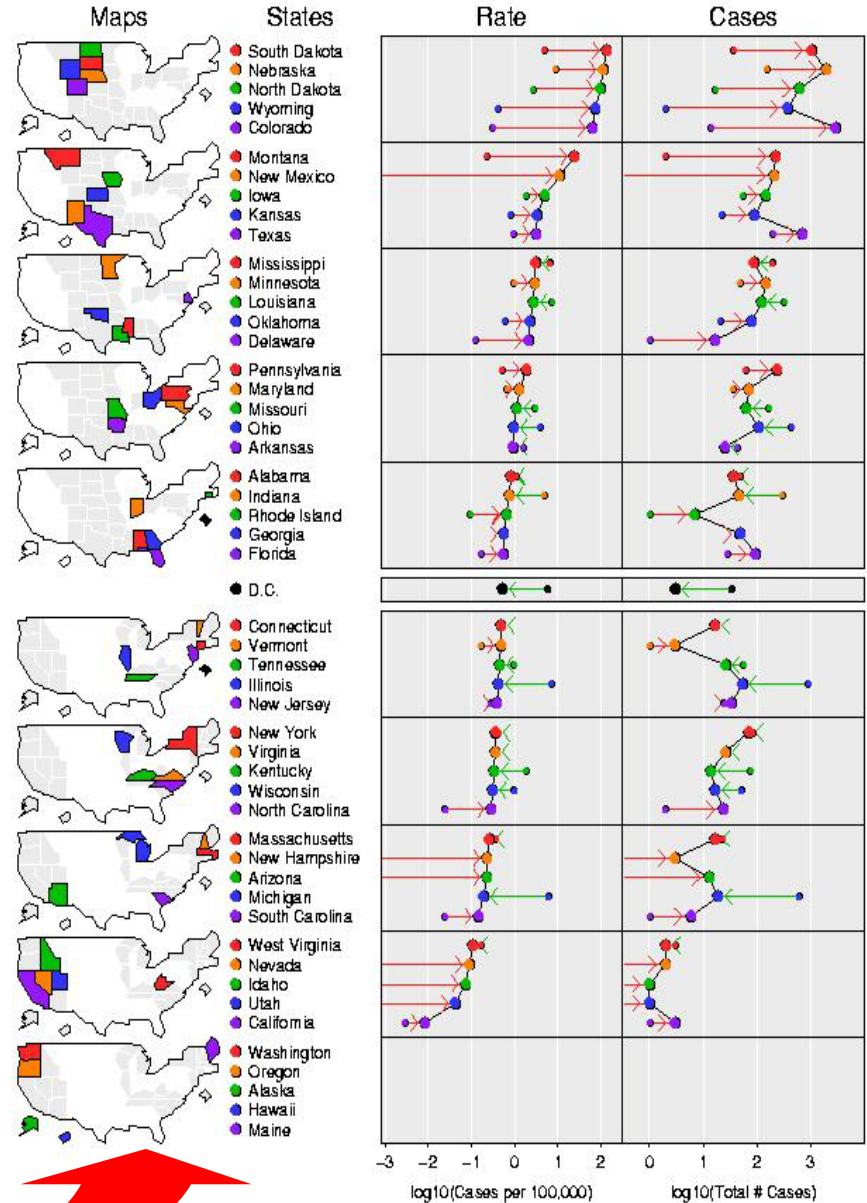 Maps States Rate Cases
South Dakota
Nebraska
North Dakota
Wyoming
Colorado
Montana
New Mexico
Iowa
Kansas
Texas
Mississippi
Minnesota
Louisiana
Oklahoma
Delaware
Pennsylvania
Maryland
Missouri
Ohio
Arkansas
Alabama
Indiana
Rhode Island
Georgia
Florida
D.C.
Connecticut
Vermont
Tennessee
Illinois
New Jersey
New York
Virginia
Kentucky
Wisconsin
North Carolina
Massachusetts
New Hampshire
Arizona
Michigan
South Carolina
West Virginia
Nevada
Idaho
Utah
California
Washington
Oregon
Alaska
Hawaii
Maine
−3 −2 −1 0 1 2 0 1 2 3
log10(Cases per 100,000) log10(Total # Cases)